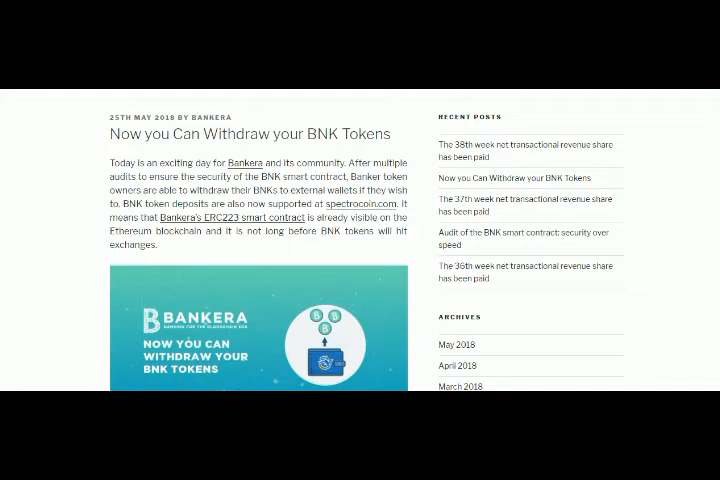 25TH MAY 2018 BY BANKERA
Now you Can Withdraw your BNK Tokens
Today is an exciting day for Bankera and its community. After multiple
audits to ensure the security of the BNK smart contract, Banker token
owners are able to withdraw their BNKs to external wallets if they wish
to. BNK token deposits are also now supported at spectrocoin.com. It
means that Bankera's ERC223 smart contract is already visible on the
Ethereum blockchain and it is not long before BNK tokens will hit
exchanges.
BANKERA
BANKING FOR THE BLOCKCHAIN ERA
NOW YOU CAN
WITHDRAW YOUR
BNK TOKENS
RECENT POSTS
The 38th week net transactional revenue share
has been paid
Now you Can Withdraw your BNK Tokens
The 37th week net transactional revenue share
has been paid
Audit of the BNK smart contract: security over
speed
The 36th week net transactional revenue share
has been paid
ARCHIVES
May 2018
April 2018
March 2018